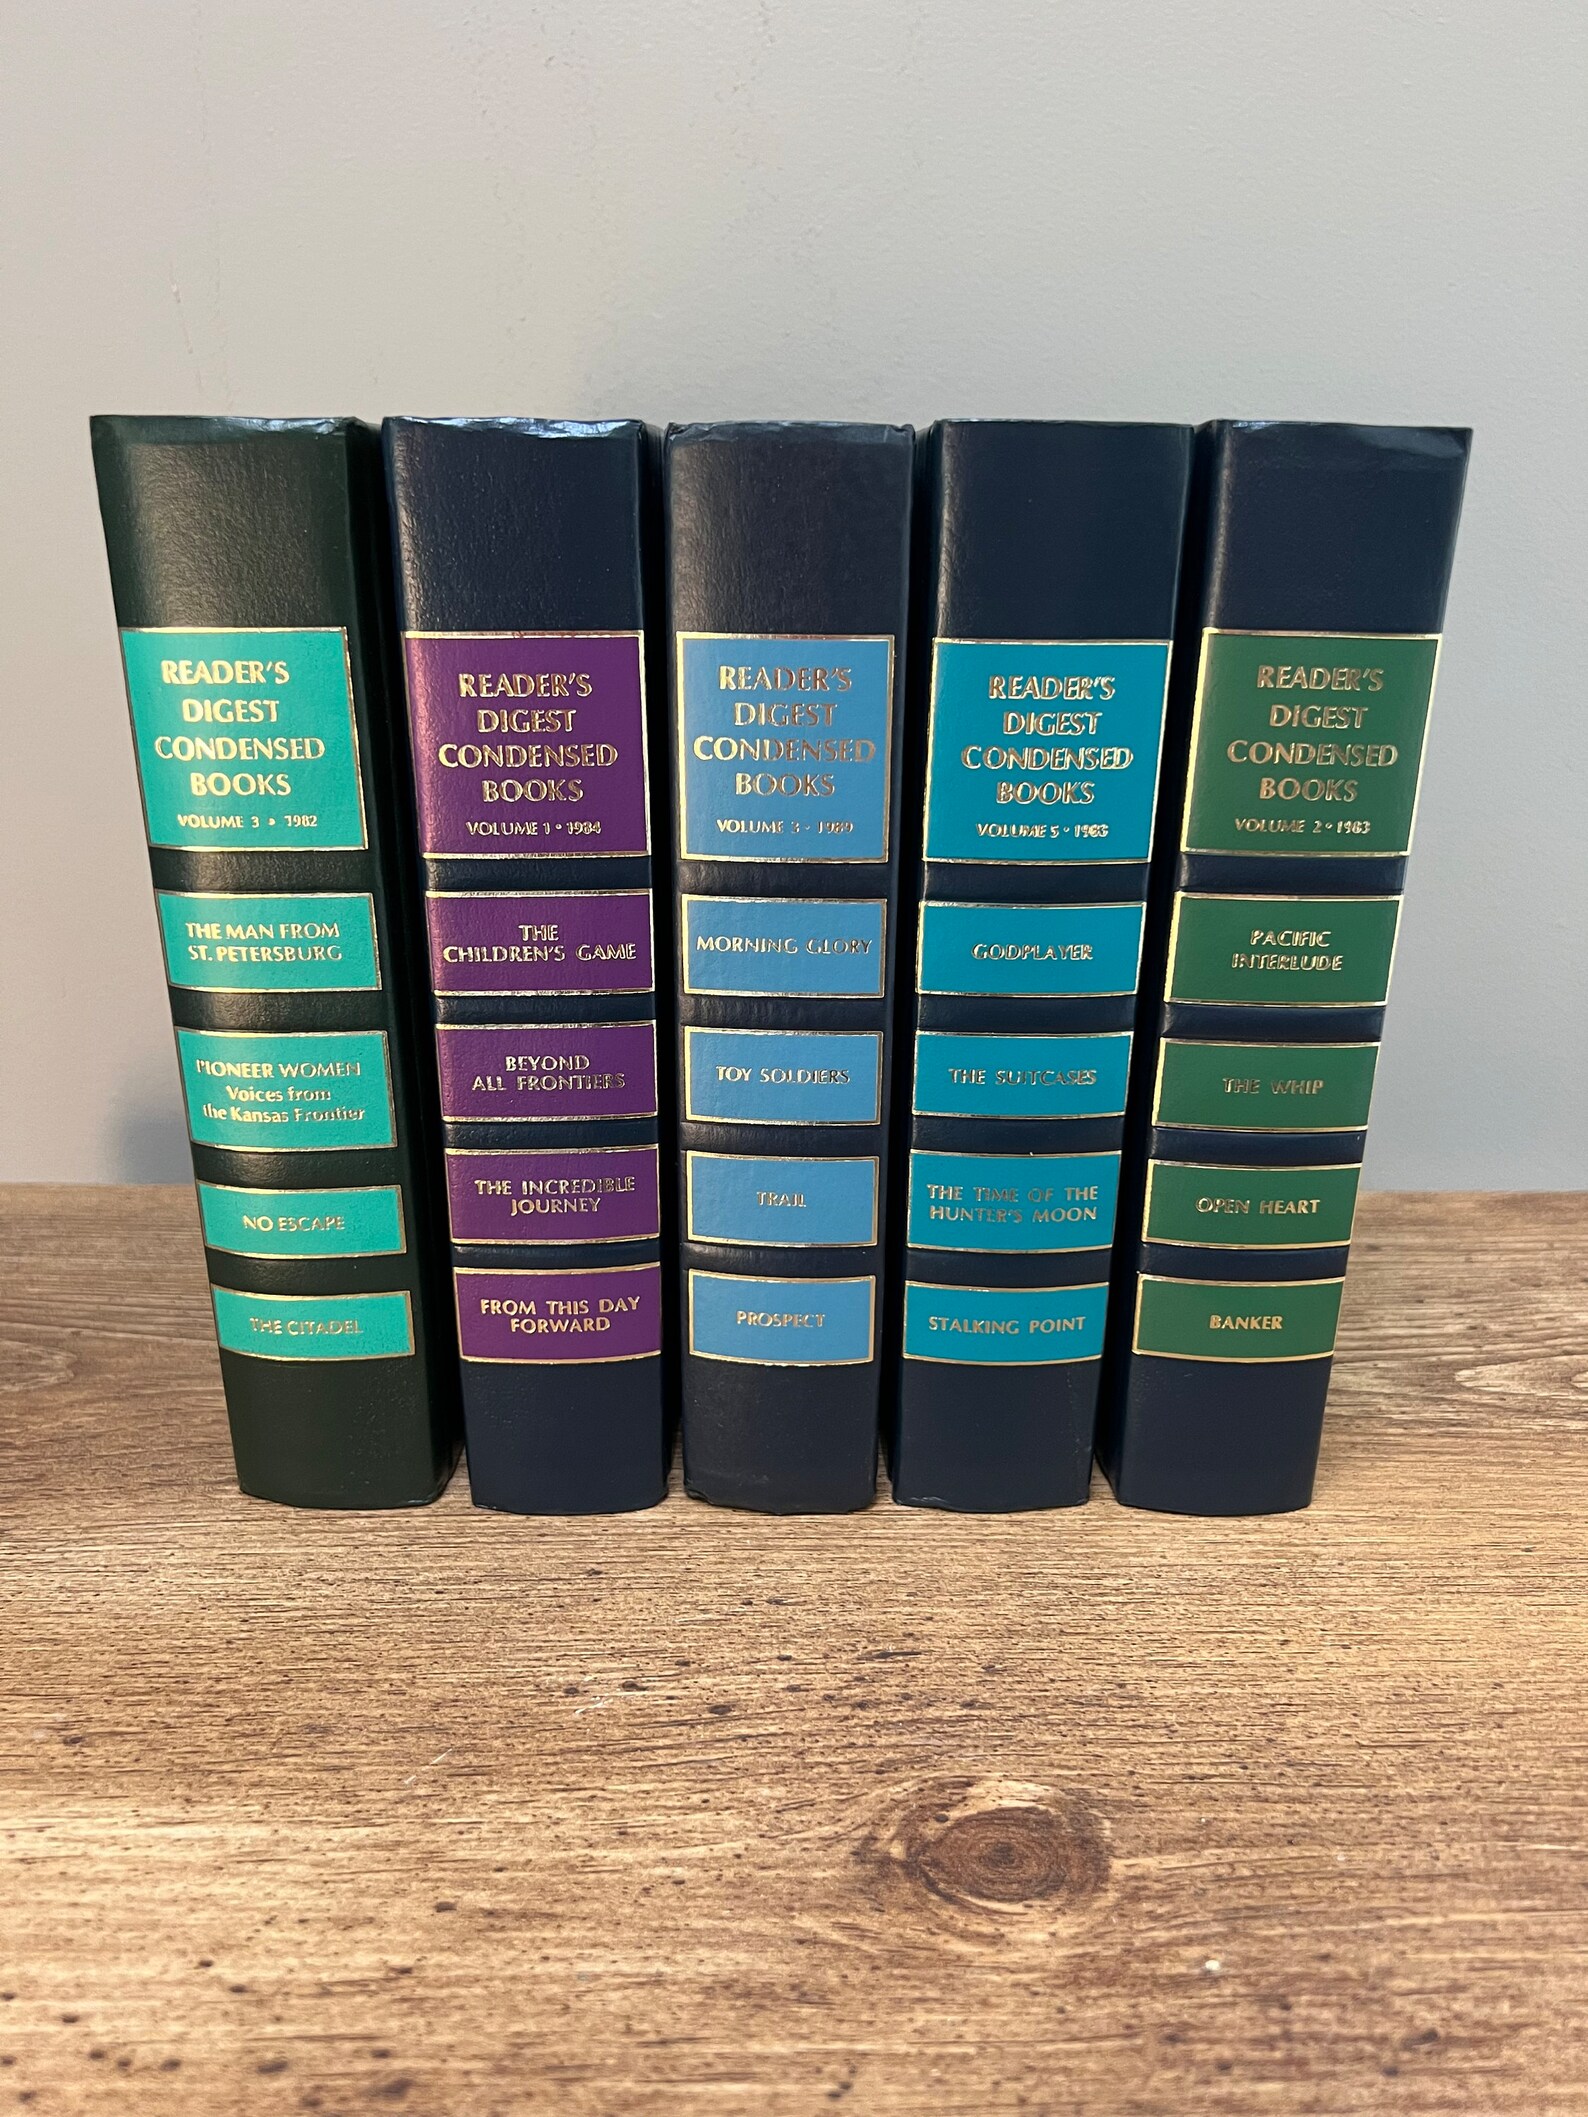 READER'S
DIGEST
CONDENSED
BOOKS
VOLUME 3 • 1982
THE MAN FROM
ST. PETERSBURG
PIONEER WOMEN
Voices from
the Kansas Frontier
NO ESCAPE
THE CITADEL
READER'S
DIGEST
CONDENSED
BOOKS
VOLUME 1 • 1984
THE
CHILDREN'S GAME
BEYOND
ALL FRONTIERS
THE INCREDIBLE
JOURNEY
FROM THIS DAY
FORWARD
READER'S
DIGEST
CONDENSED
BOOKS
VOLUME 3 • 1989
MORNING GLORY
TOY SOLDIERS
TRAIL
PROSPECT
READER'S
DIGEST
CONDENSED
BOOKS
VOLUME 5 • 1983
GODPLAYER
THE SUITCASES
THE TIME OF THE
HUNTER'S MOON
STALKING POINT
READER'S
DIGEST
CONDENSED
BOOKS
VOLUME 2 • 1983
PACIFIC
INTERLUDE
THE WHIP
OPEN HEART
BANKER